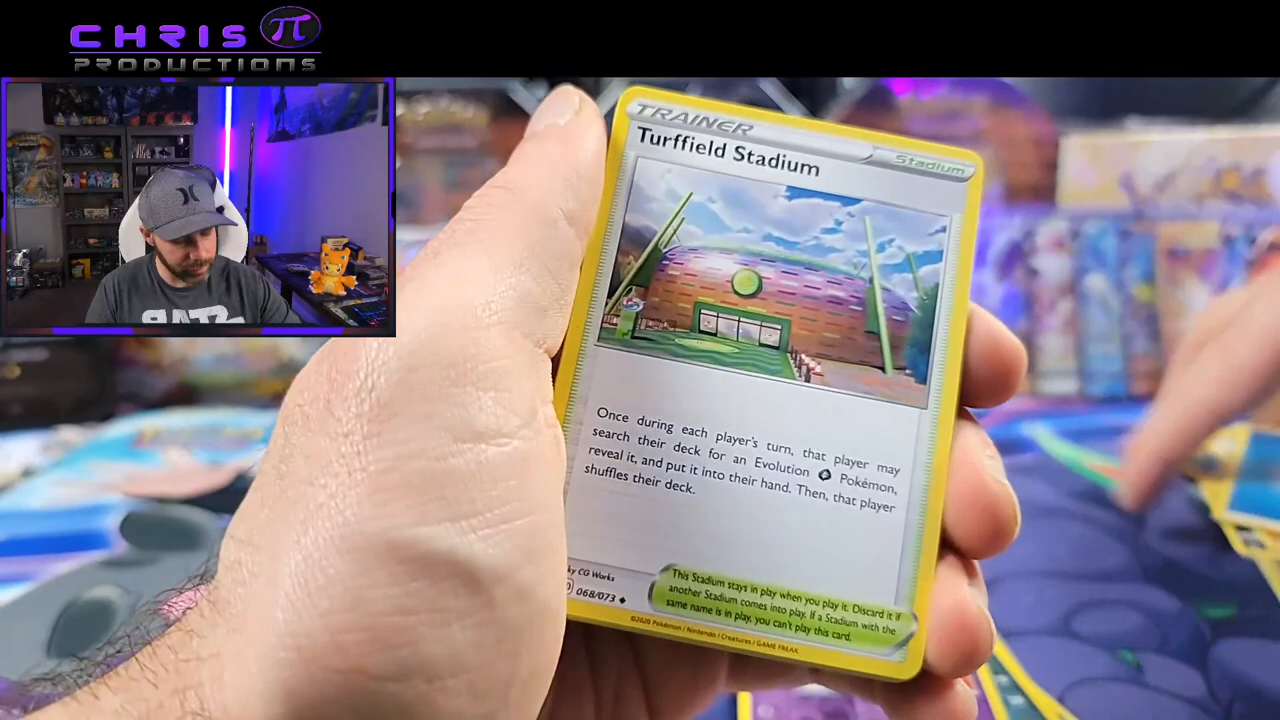 CHRIS π
PRODUCTIONS
TRAINER
Stadium
Turffield Stadium
Once during each player's turn, that player may
search their deck for an Evolution Pokémon,
reveal it, and put it into their hand. Then, that player
shuffles their deck.
ky CG Works
068/073
This Stadium stays in play when you play it. Discard it if
another Stadium comes into play. If a Stadium with the
same name is in play, you can't play this card.
©2020 Pokémon / Nintendo / Creatures / GAME FREAK